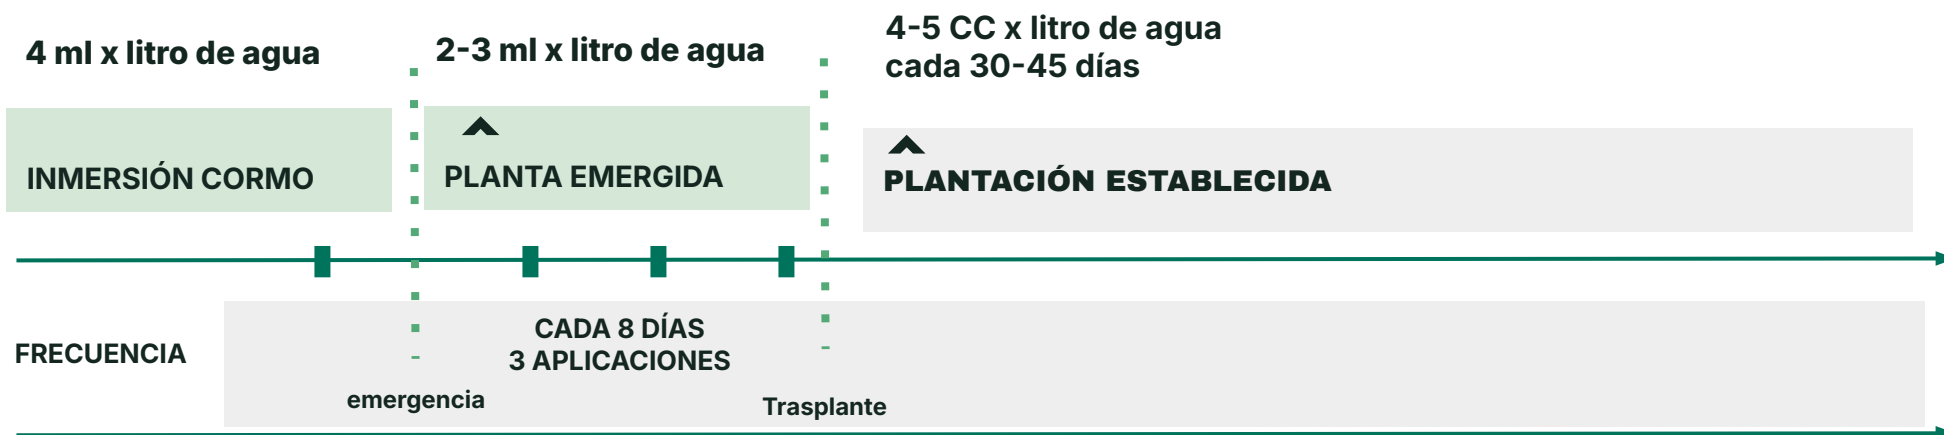 4 ml x litro de agua
2-3 ml x litro de agua
4-5 CC x litro de agua
cada 30-45 días
INMERSIÓN CORMO
PLANTA EMERGIDA
PLANTACIÓN ESTABLECIDA
FRECUENCIA
CADA 8 DÍAS
3 APLICACIONES
emergencia
Trasplante